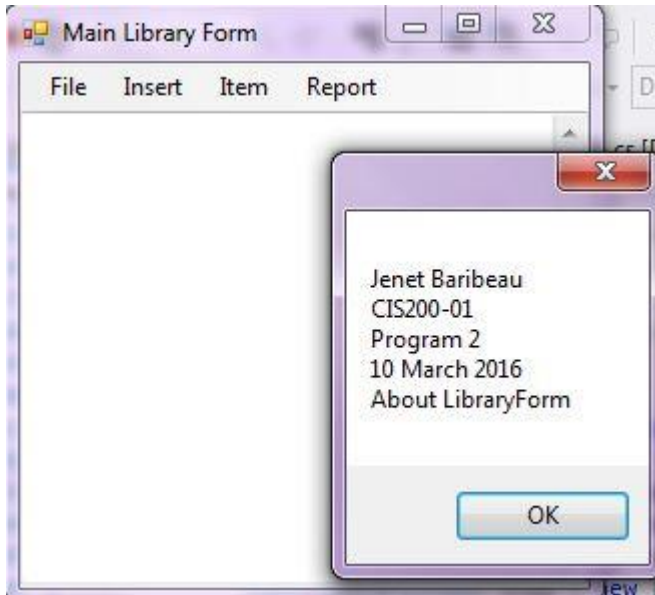 Main Library Form
File Insert Item Report
Jenet Baribeau
CIS200-01
Program 2
10 March 2016
About LibraryForm
OK